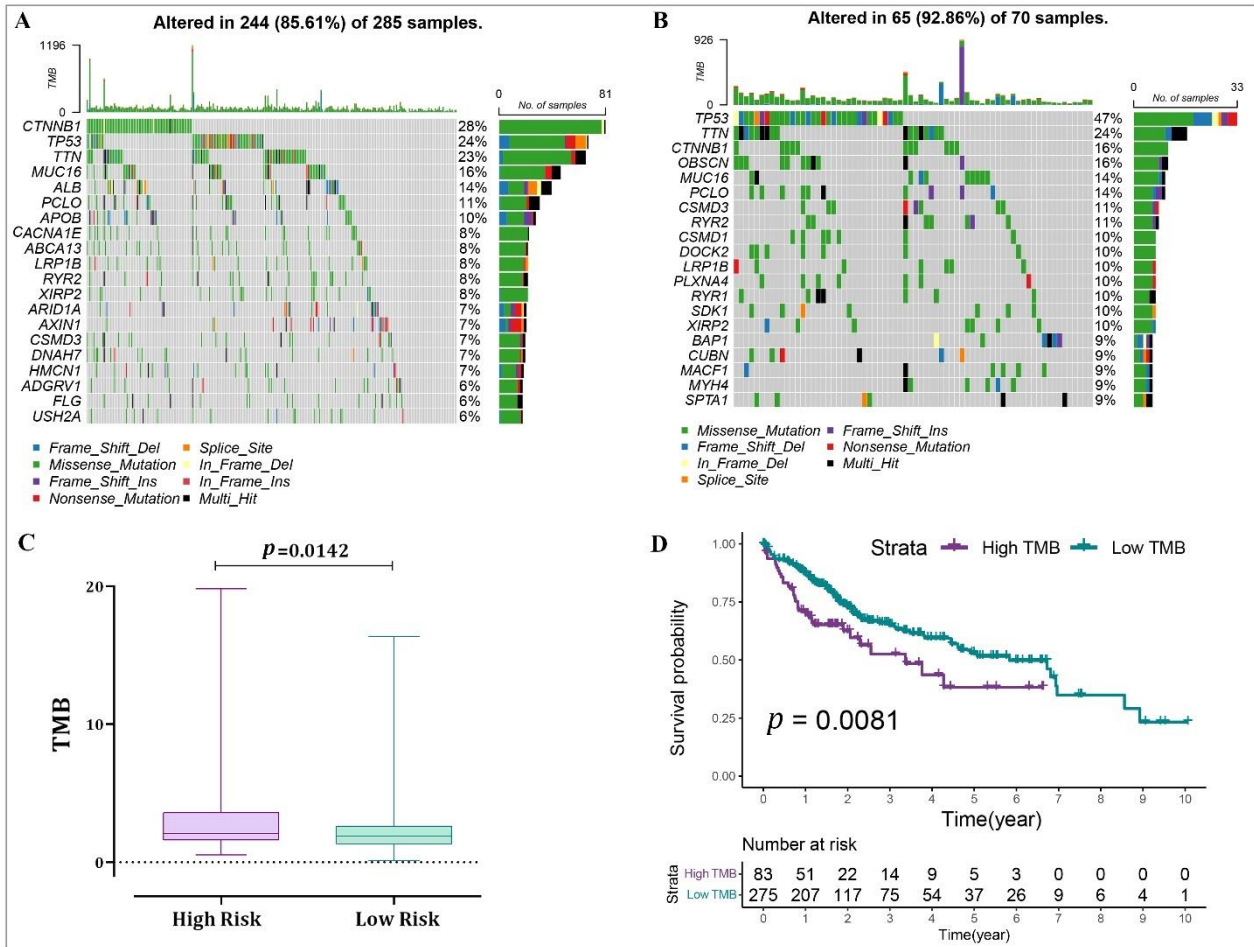 A
Altered in 244 (85.61%) of 285 samples.
1196
TMB
0
0 81
No. of samples
CTNNB1 28%
TP53 24%
TTN 23%
MUC16 16%
ALB 14%
PCLO 11%
APOB 10%
CACNA1E 8%
ABCA13 8%
LRP1B 8%
RYR2 8%
XIRP2 8%
ARID1A 7%
AXIN1 7%
CSMD3 7%
DNAH7 7%
HMCN1 7%
ADGRV1 6%
FLG 6%
USH2A 6%
Frame_Shift_Del Splice_Site
Missense_Mutation In_Frame_Del
Frame_Shift_Ins In_Frame_Ins
Nonsense_Mutation Multi_Hit
B
Altered in 65 (92.86%) of 70 samples.
926
TMB
0
0 33
No. of samples
TP53 47%
TTN 24%
CTNNB1 16%
OBSCN 16%
MUC16 14%
PCLO 14%
CSMD3 11%
RYR2 11%
CSMD1 10%
DOCK2 10%
LRP1B 10%
PLXNA4 10%
RYR1 10%
SDK1 10%
XIRP2 10%
BAP1 9%
CUBN 9%
MACF1 9%
MYH4 9%
SPTA1 9%
Missense_Mutation Frame_Shift_Ins
Frame_Shift_Del Nonsense_Mutation
In_Frame_Del Multi_Hit
Splice_Site
C
p=0.0142
20
10
0
TMB
High Risk Low Risk
D
Strata High TMB Low TMB
1.00
0.75
0.50
0.25
0.00
Survival probability
p = 0.0081
0 1 2 3 4 5 6 7 8 9 10
Time(year)
Number at risk
Strata
High TMB 83 51 22 14 9 5 3 0 0 0 0
Low TMB 275 207 117 75 54 37 26 9 6 4 1
0 1 2 3 4 5 6 7 8 9 10
Time(year)